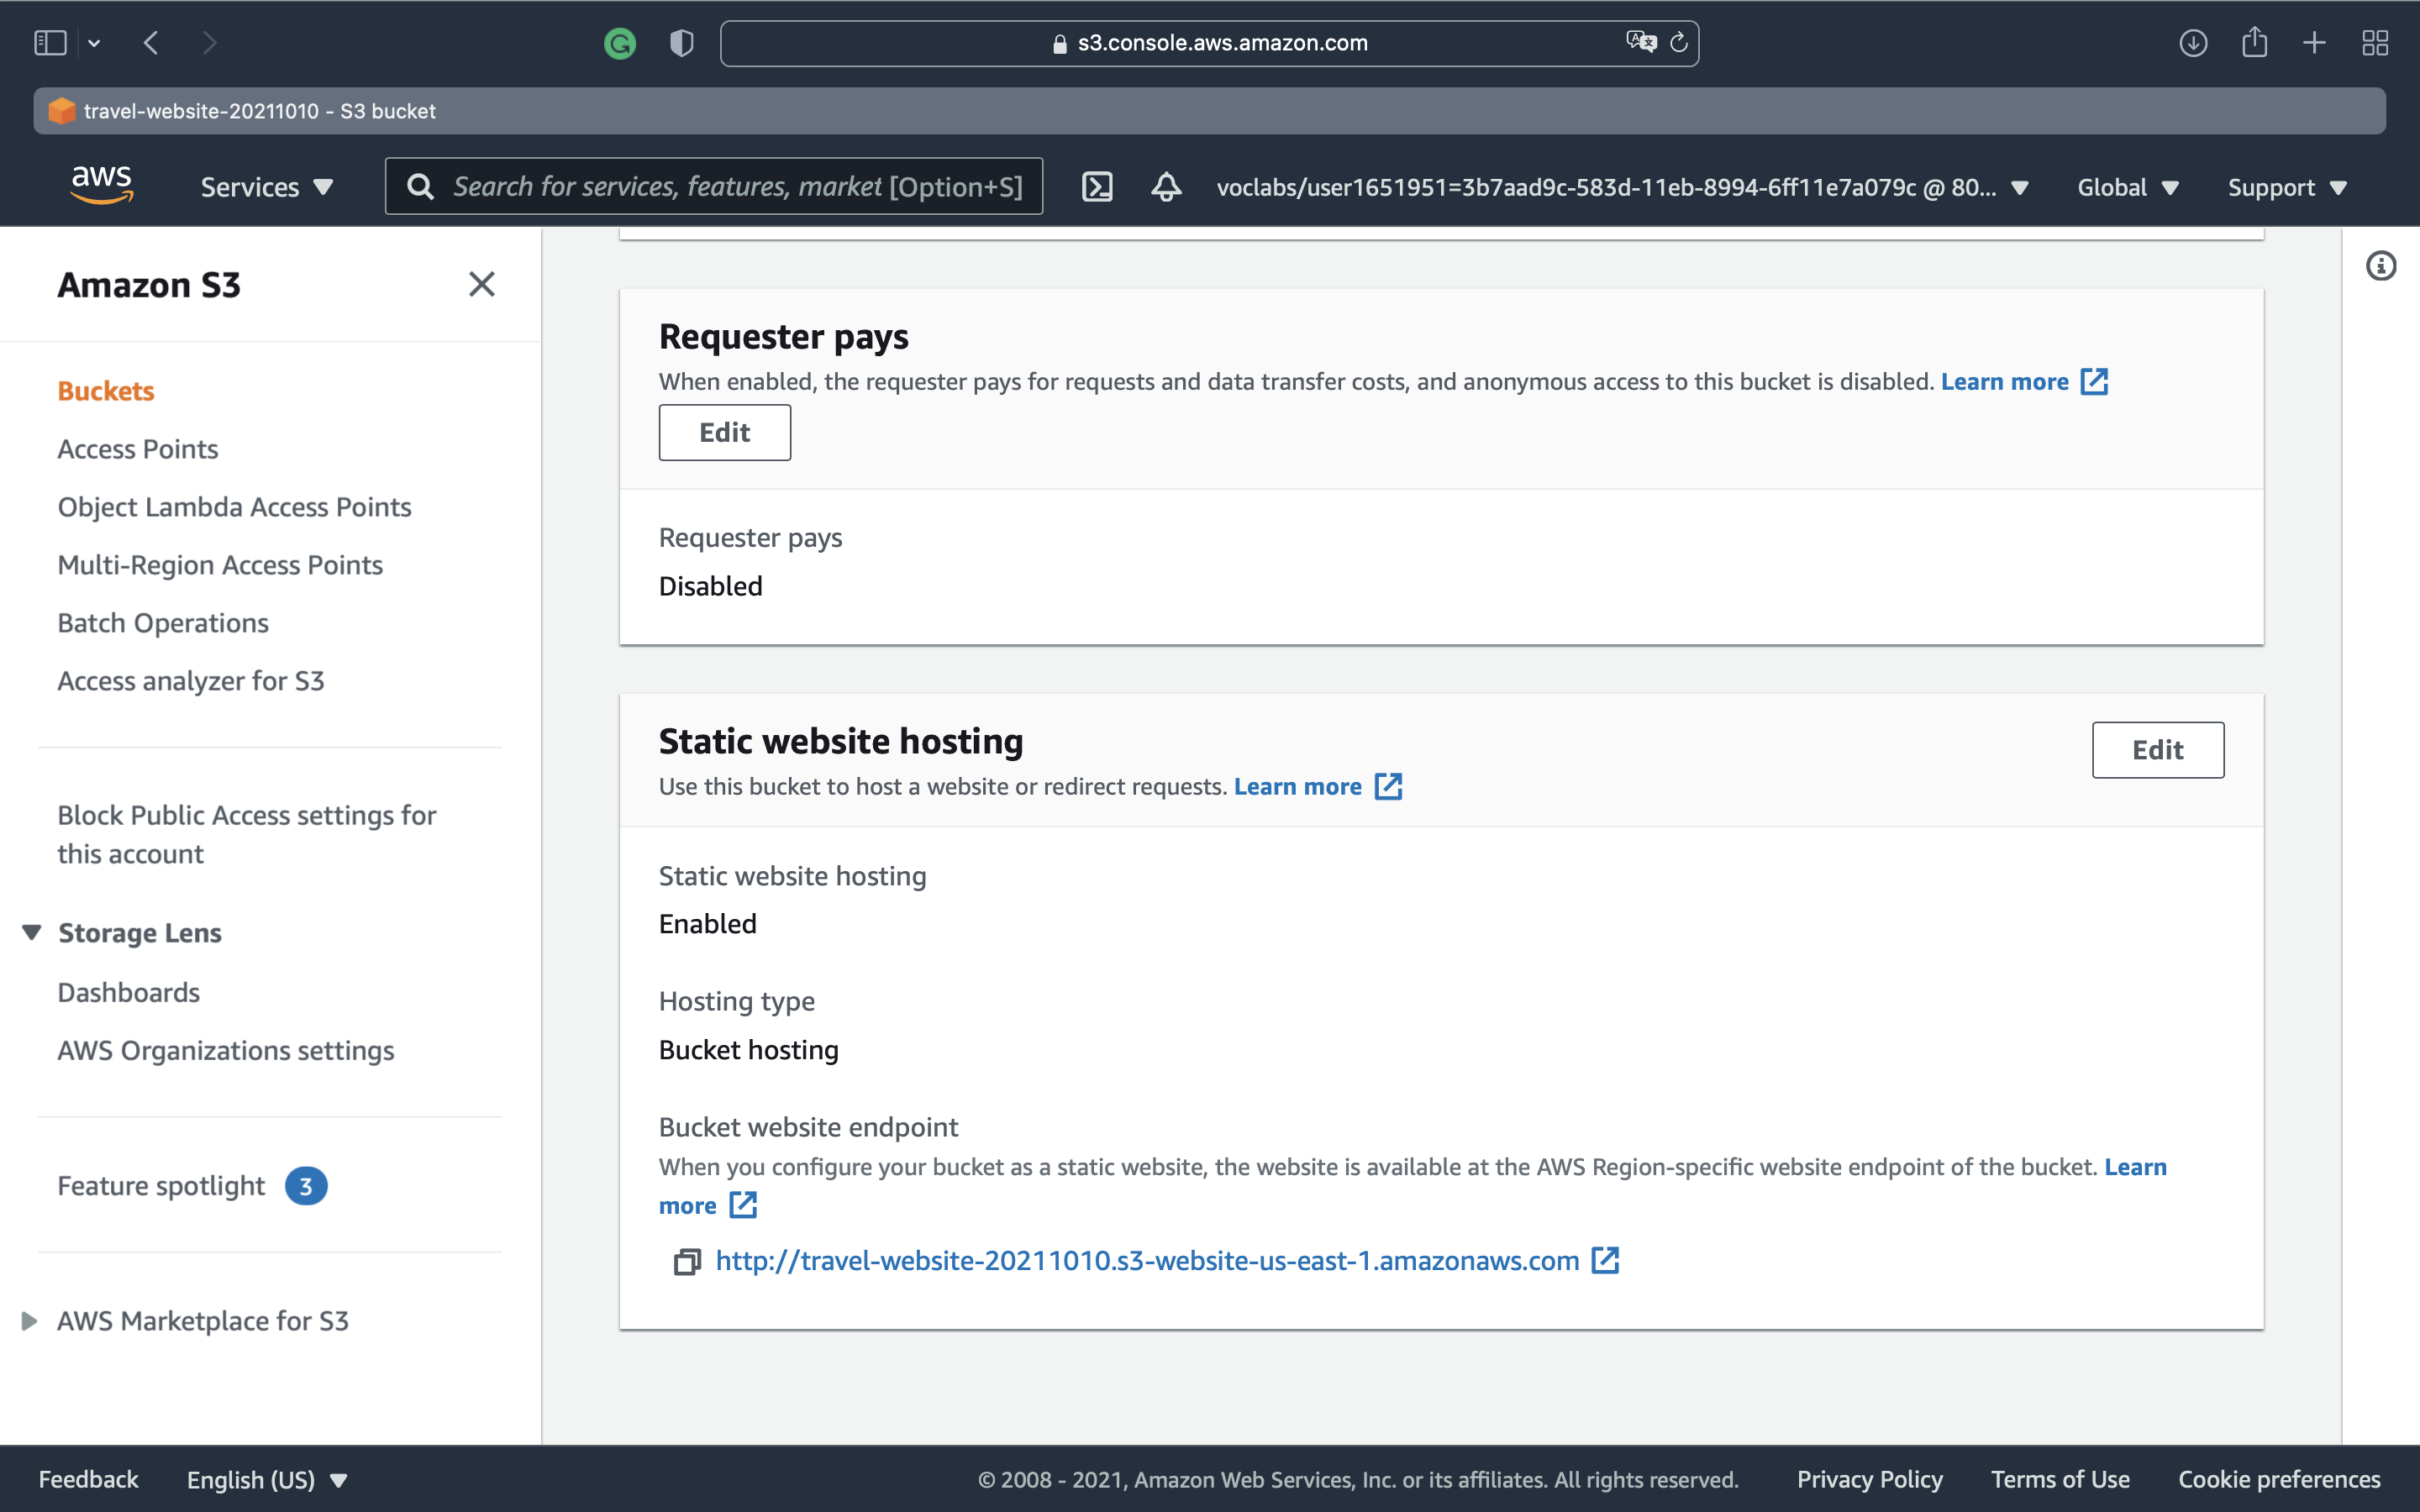 s3.console.aws.amazon.com
travel-website-20211010 - S3 bucket
aws
Services
Search for services, features, market [Option+S]
voclabs/user1651951=3b7aad9c-583d-11eb-8994-6ff11e7a079c @ 80...
Global
Support
Amazon S3
Buckets
Access Points
Object Lambda Access Points
Multi-Region Access Points
Batch Operations
Access analyzer for S3
Block Public Access settings for
this account
Storage Lens
Dashboards
AWS Organizations settings
Feature spotlight 3
AWS Marketplace for S3
Requester pays
When enabled, the requester pays for requests and data transfer costs, and anonymous access to this bucket is disabled. Learn more
Edit
Requester pays
Disabled
Static website hosting
Edit
Use this bucket to host a website or redirect requests. Learn more
Static website hosting
Enabled
Hosting type
Bucket hosting
Bucket website endpoint
When you configure your bucket as a static website, the website is available at the AWS Region-specific website endpoint of the bucket. Learn
more
http://travel-website-20211010.s3-website-us-east-1.amazonaws.com
Feedback
English (US)
© 2008 - 2021, Amazon Web Services, Inc. or its affiliates. All rights reserved.
Privacy Policy
Terms of Use
Cookie preferences